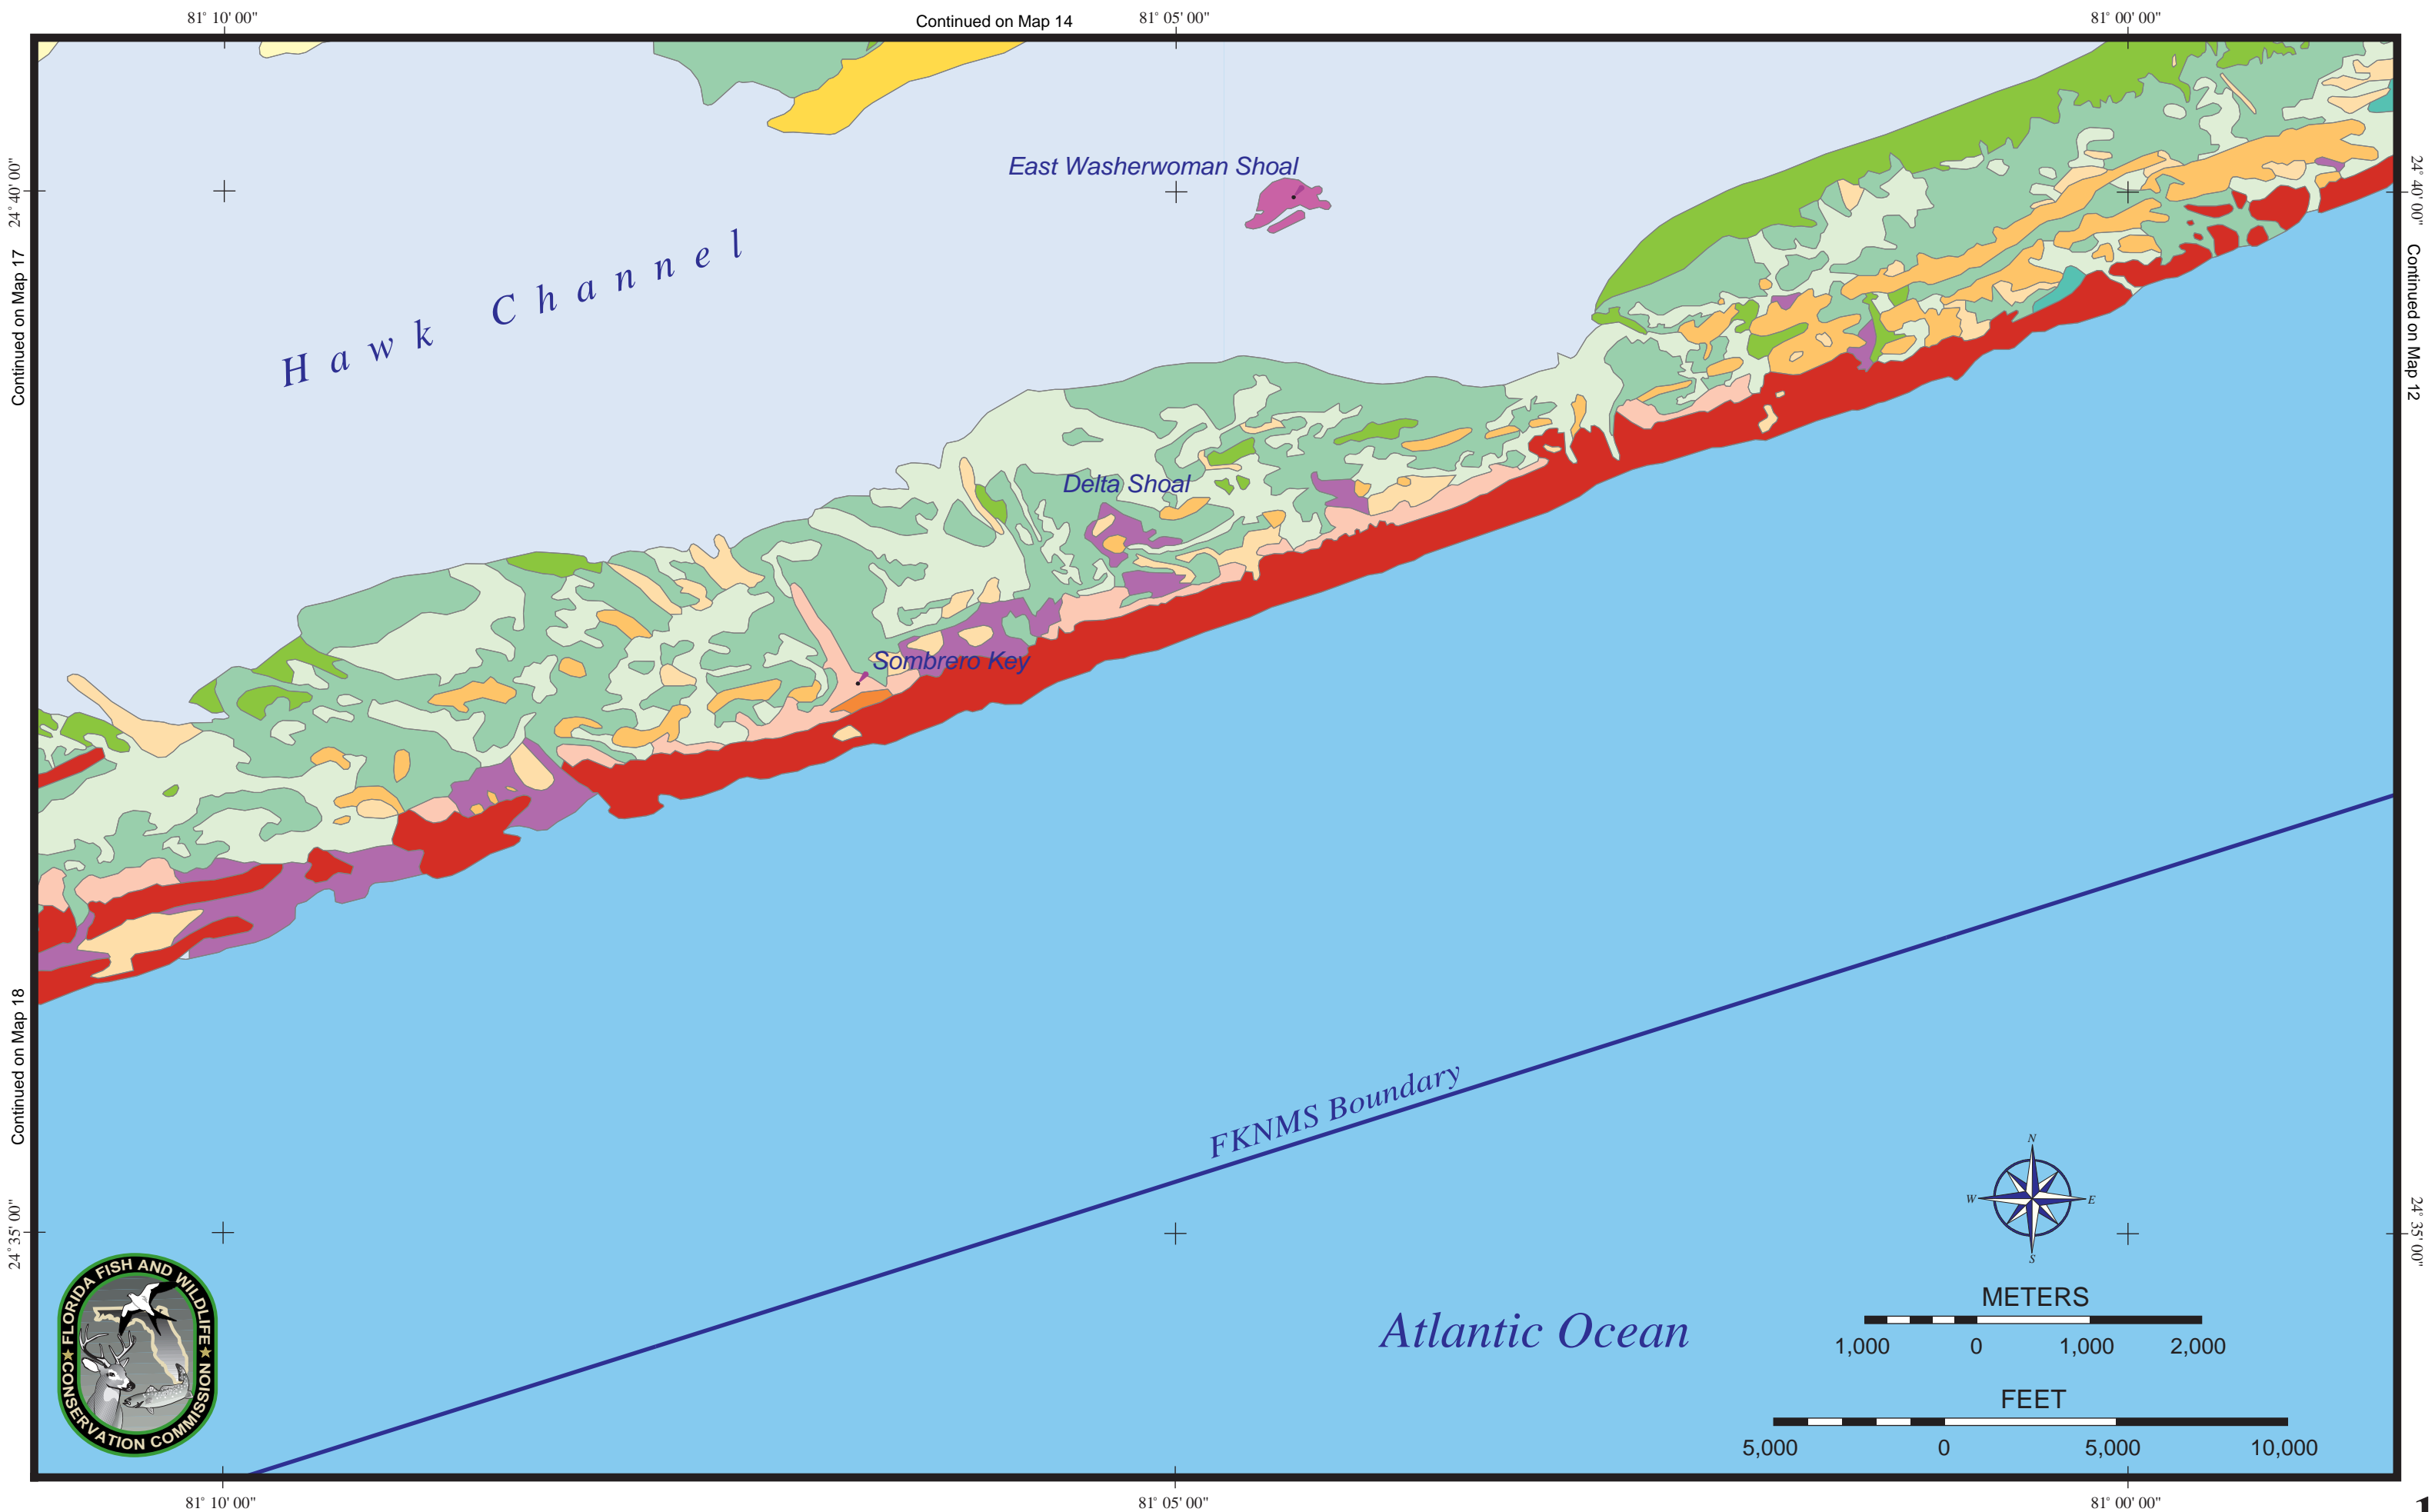 81° 10' 00"
Continued on Map 14
81° 05' 00"
81° 00' 00"
24° 40' 00"
24° 40' 00"
Continued on Map 17
Continued on Map 12
East Washerwoman Shoal
Hawk Channel
Delta Shoal
Sombrero Key
Continued on Map 18
FKNMS Boundary
N
W
E
S
24° 35' 00"
24° 35' 00"
FLORIDA FISH AND WILDLIFE
CONSERVATION COMMISSION
Atlantic Ocean
METERS
1,000 0 1,000 2,000
FEET
5,000 0 5,000 10,000
81° 10' 00"
81° 05' 00"
81° 00' 00"